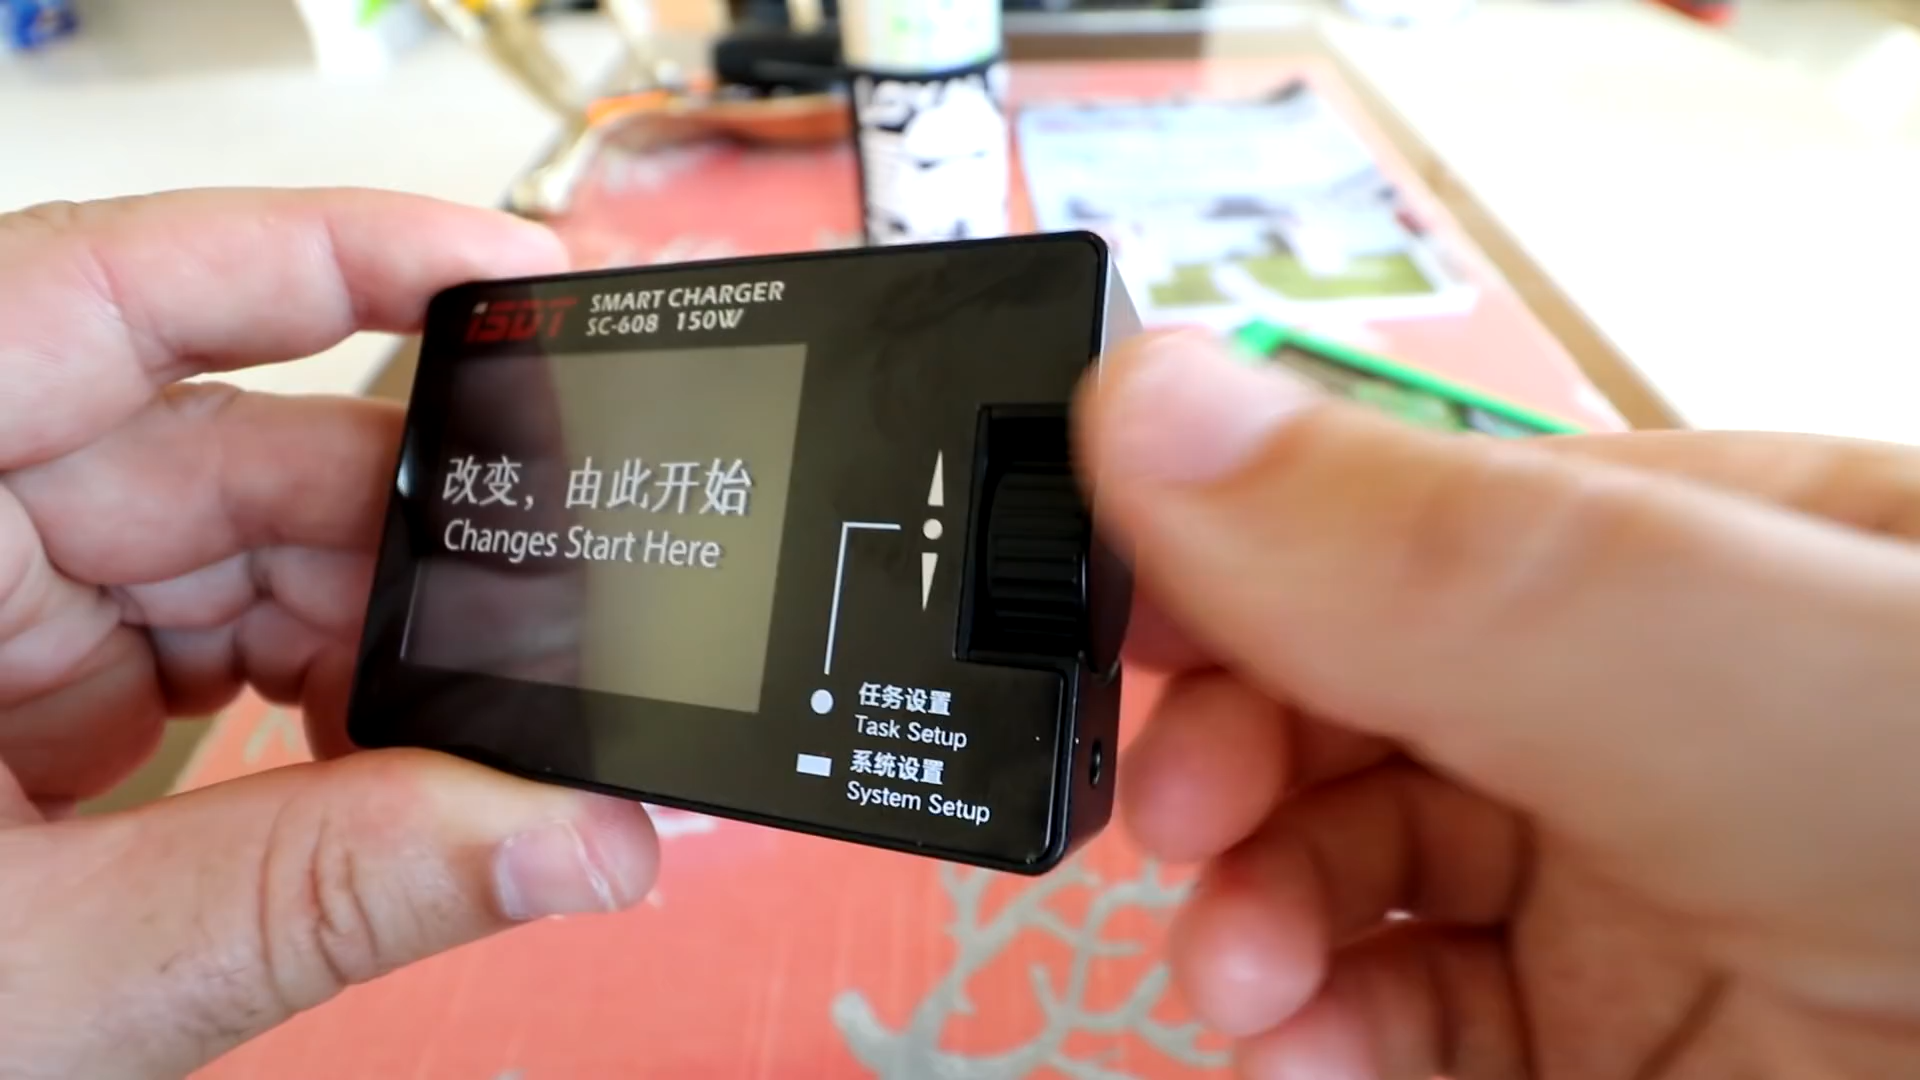 iSDT
SMART CHARGER
SC-608 150W
改变，由此开始
Changes Start Here
任务设置
Task Setup
系统设置
System Setup